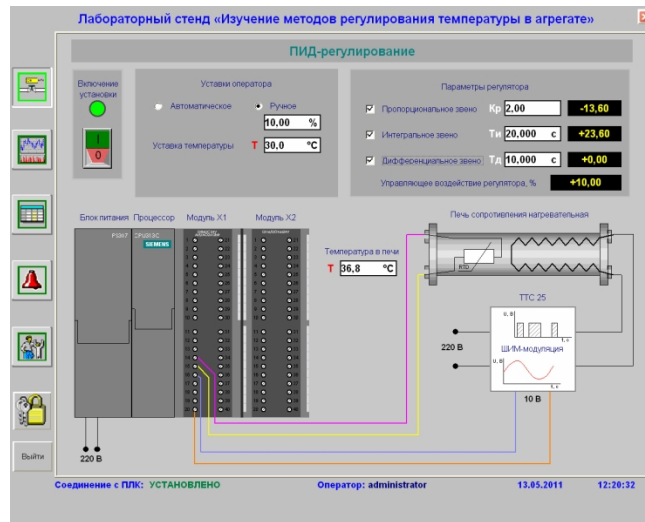 Лабораторный стенд «Изучение методов регулирования температуры в агрегате»
ПИД-регулирование
Включение установки
Уставки оператора
Автоматическое Ручное
10,00 %
Уставка температуры Т 30,0 °C
Параметры регулятора
Пропорциональное звено Кр 2,00 -13,60
Интегральное звено Ти 20,000 с +23,60
Дифференциальное звено Тд 10,000 с +0,00
Управляющее воздействие регулятора, % +10,00
Блок питания Процессор Модуль X1 Модуль X2
SIEMENS
Печь сопротивления нагревательная
RTD
Температура в печи
Т 36,8 °C
ТТС 25
U, В
t, c
ШИМ-модуляция
U, В
t, c
220 В
10 В
220 В
Выйти
Соединение с ПЛК: УСТАНОВЛЕНО Оператор: administrator 13.05.2011 12:20:32